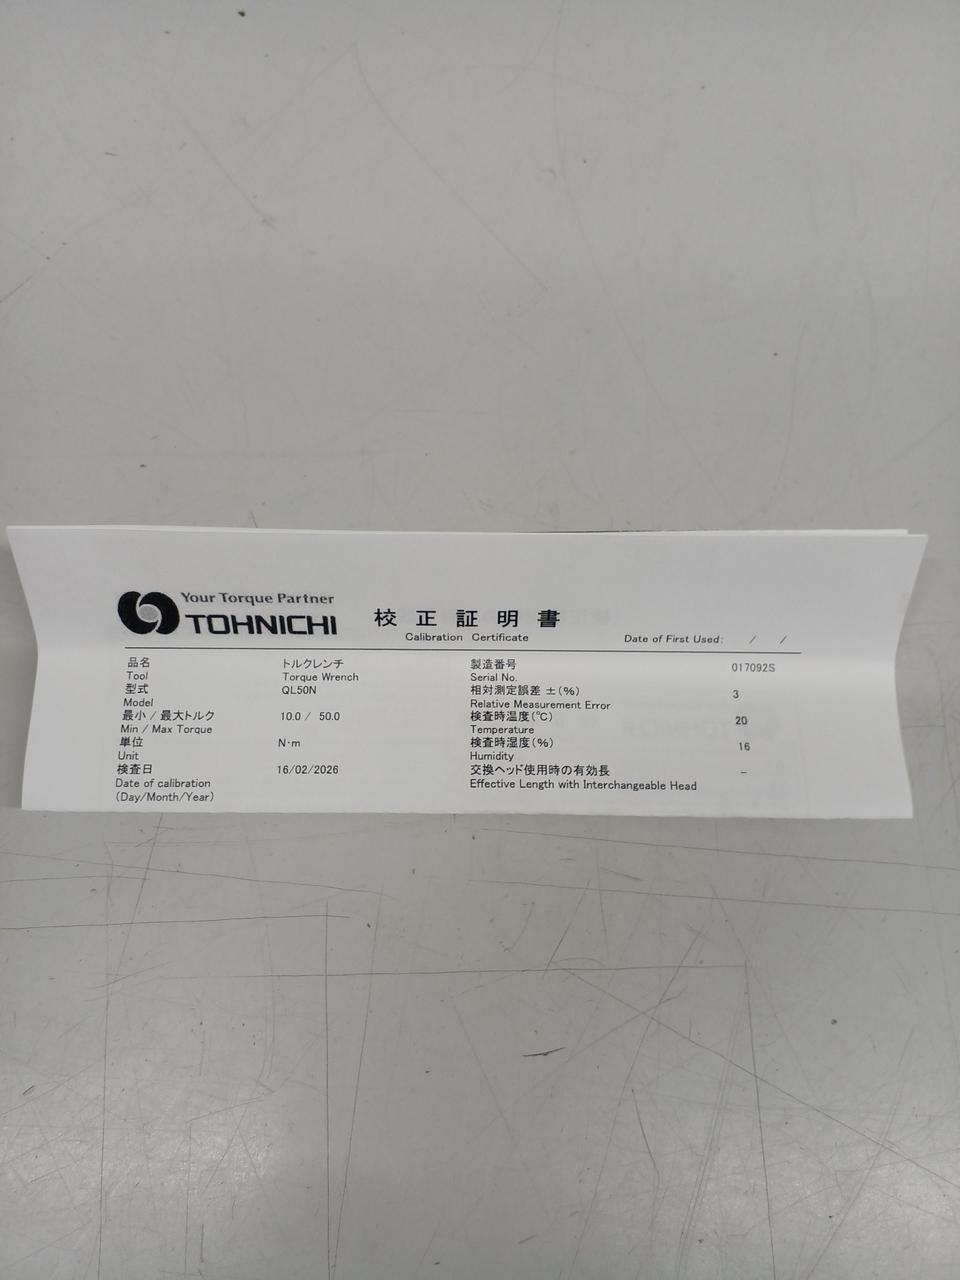 Your Torque Partner
TOHNICHI
校正証明書
Calibration Certificate
Date of First Used: / /
品名 トルクレンチ
Tool Torque Wrench
型式 QL50N
Model
最小 / 最大トルク 10.0 / 50.0
Min / Max Torque
単位 N·m
Unit
検査日 16/02/2026
Date of calibration
(Day/Month/Year)
製造番号 017092S
Serial No.
相対測定誤差 ±(%) 3
Relative Measurement Error
検査時温度(℃) 20
Temperature
検査時湿度(%) 16
Humidity
交換ヘッド使用時の有効長 –
Effective Length with Interchangeable Head